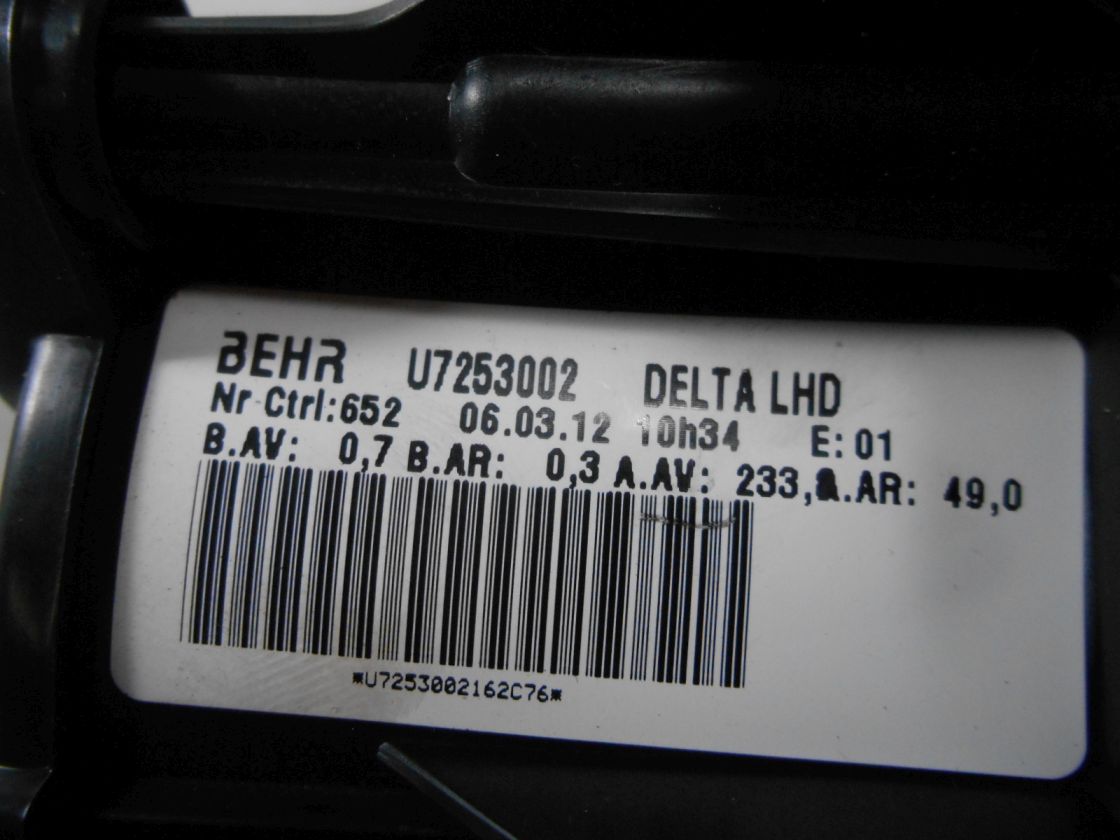 BEHR U7253002 DELTA LHD
Nr Ctrl:652 06.03.12 10h34 E: 01
B.AV: 0,7 B.AR: 0,3 A.AV: 233, .AR: 49,0
*U7253002162C76*